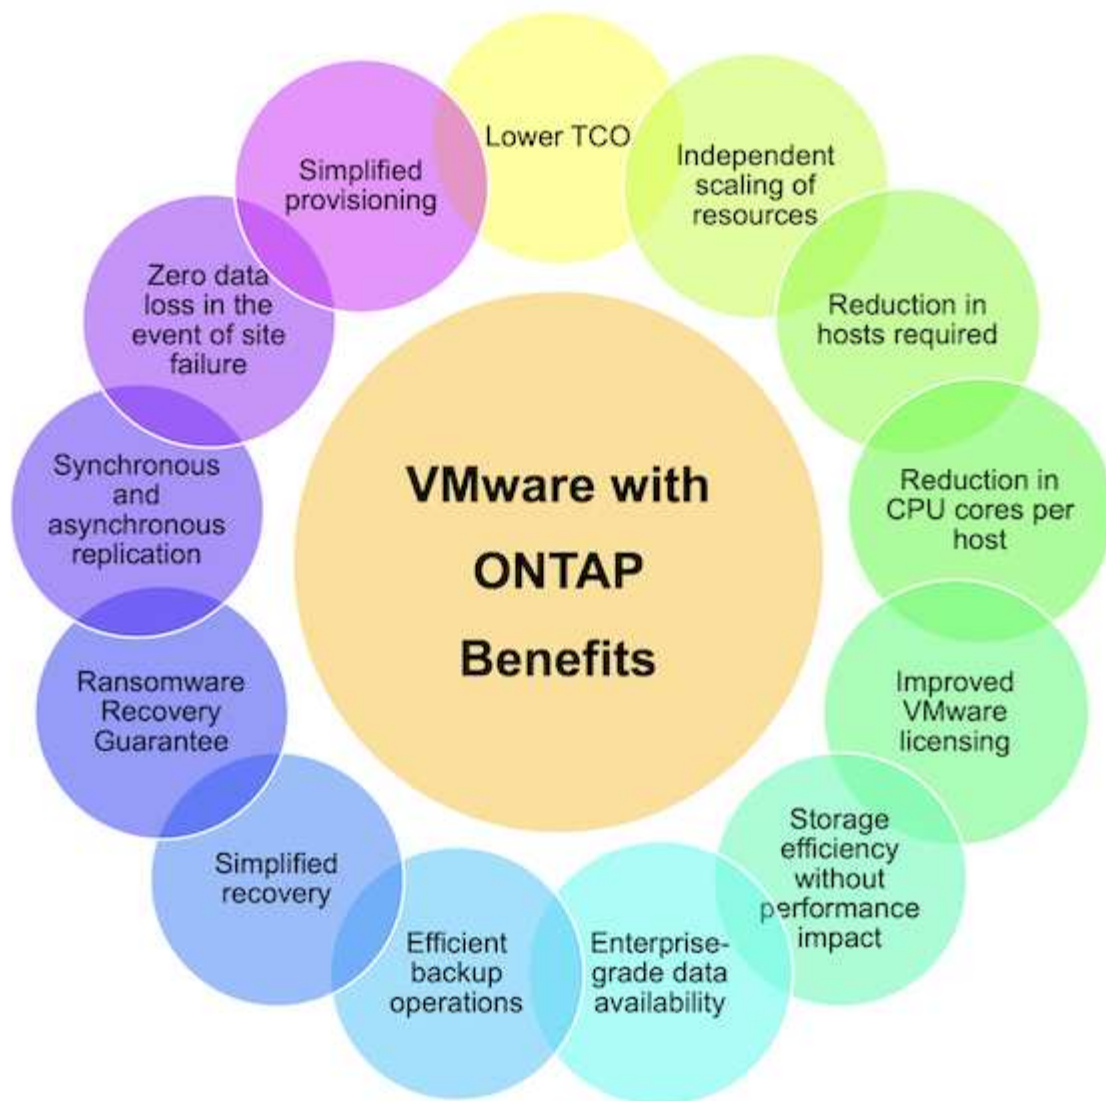 Lower TCO
Independent
scaling of
resources
Reduction in
hosts required
Reduction in
CPU cores per
host
Improved
VMware
licensing
Storage
efficiency
without
performance
impact
Enterprise-
grade data
availability
Efficient
backup
operations
Simplified
recovery
Ransomware
Recovery
Guarantee
Synchronous
and
asynchronous
replication
Zero data
loss in the
event of site
failure
Simplified
provisioning
VMware with
ONTAP
Benefits